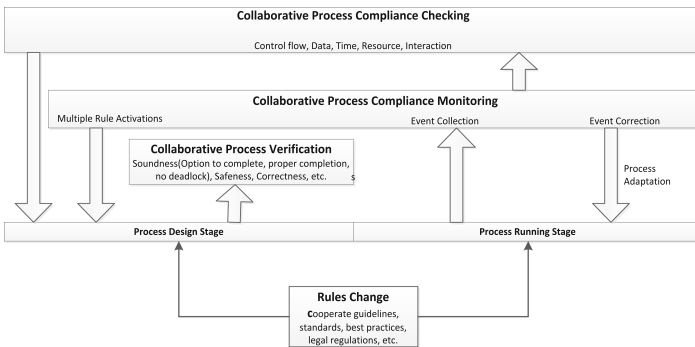 Collaborative Process Compliance Checking
Control flow, Data, Time, Resource, Interaction
Collaborative Process Compliance Monitoring
Multiple Rule Activations
Event Collection
Event Correction
Collaborative Process Verification
Soundness(Option to complete, proper completion,
no deadlock), Safeness, Correctness, etc.
s
Process
Adaptation
Process Design Stage
Process Running Stage
Rules Change
Cooperate guidelines,
standards, best practices,
legal regulations, etc.